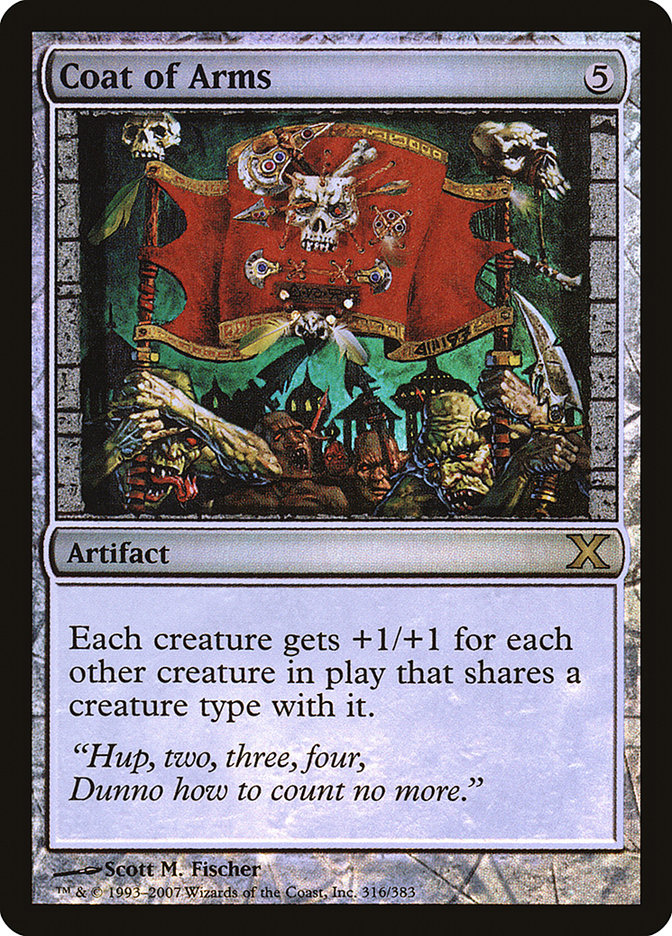 Coat of Arms 5
Artifact X
Each creature gets +1/+1 for each
other creature in play that shares a
creature type with it.
“Hup, two, three, four,
Dunno how to count no more.”
Scott M. Fischer
™ & © 1993–2007 Wizards of the Coast, Inc. 316/383